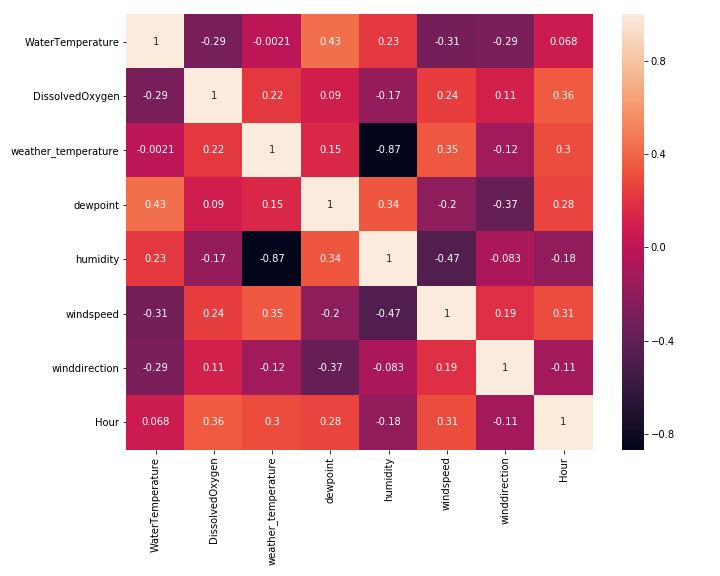 WaterTemperature 1 -0.29 -0.0021 0.43 0.23 -0.31 -0.29 0.068
DissolvedOxygen -0.29 1 0.22 0.09 -0.17 0.24 0.11 0.36
weather_temperature -0.0021 0.22 1 0.15 -0.87 0.35 -0.12 0.3
dewpoint 0.43 0.09 0.15 1 0.34 -0.2 -0.37 0.28
humidity 0.23 -0.17 -0.87 0.34 1 -0.47 -0.083 -0.18
windspeed -0.31 0.24 0.35 -0.2 -0.47 1 0.19 0.31
winddirection -0.29 0.11 -0.12 -0.37 -0.083 0.19 1 -0.11
Hour 0.068 0.36 0.3 0.28 -0.18 0.31 -0.11 1
WaterTemperature
DissolvedOxygen
weather_temperature
dewpoint
humidity
windspeed
winddirection
Hour
0.8
0.4
0.0
−0.4
−0.8